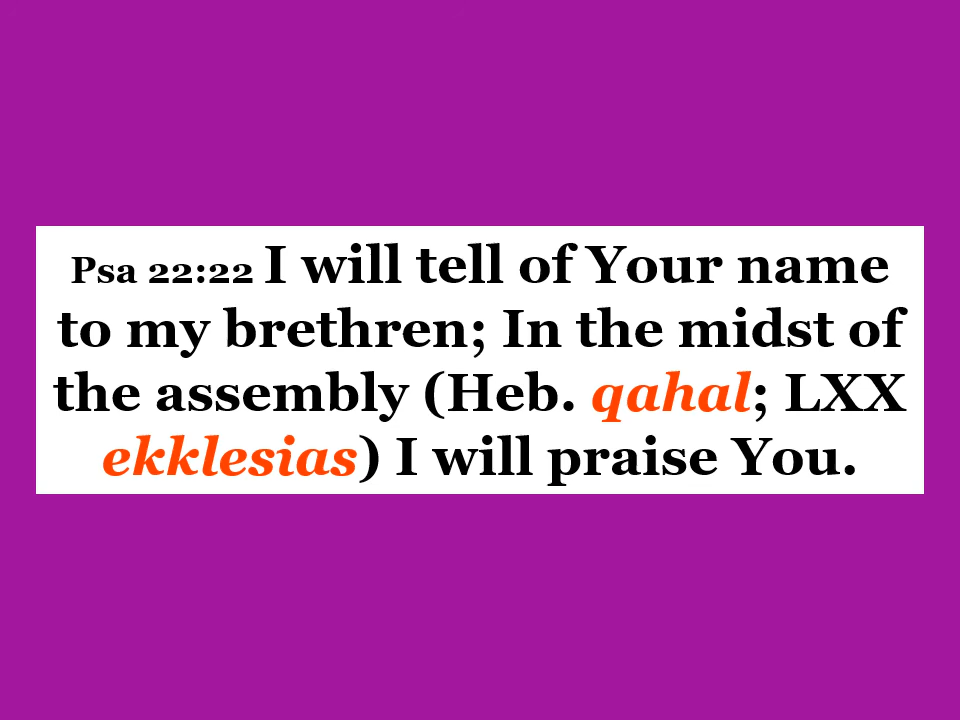 Psa 22:22 I will tell of Your name
to my brethren; In the midst of
the assembly (Heb. qahal; LXX
ekklesias) I will praise You.